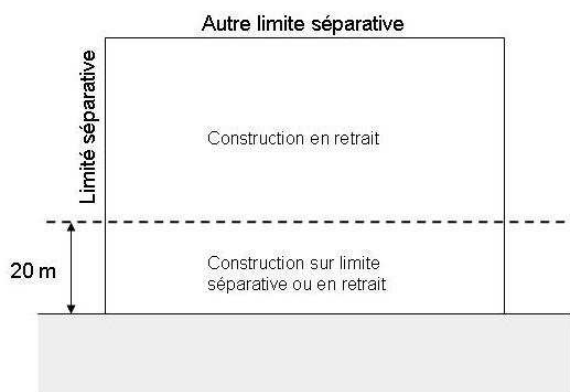 Autre limite séparative
Limité séparative
Construction en retrait
20 m
Construction sur limite
séparative ou en retrait